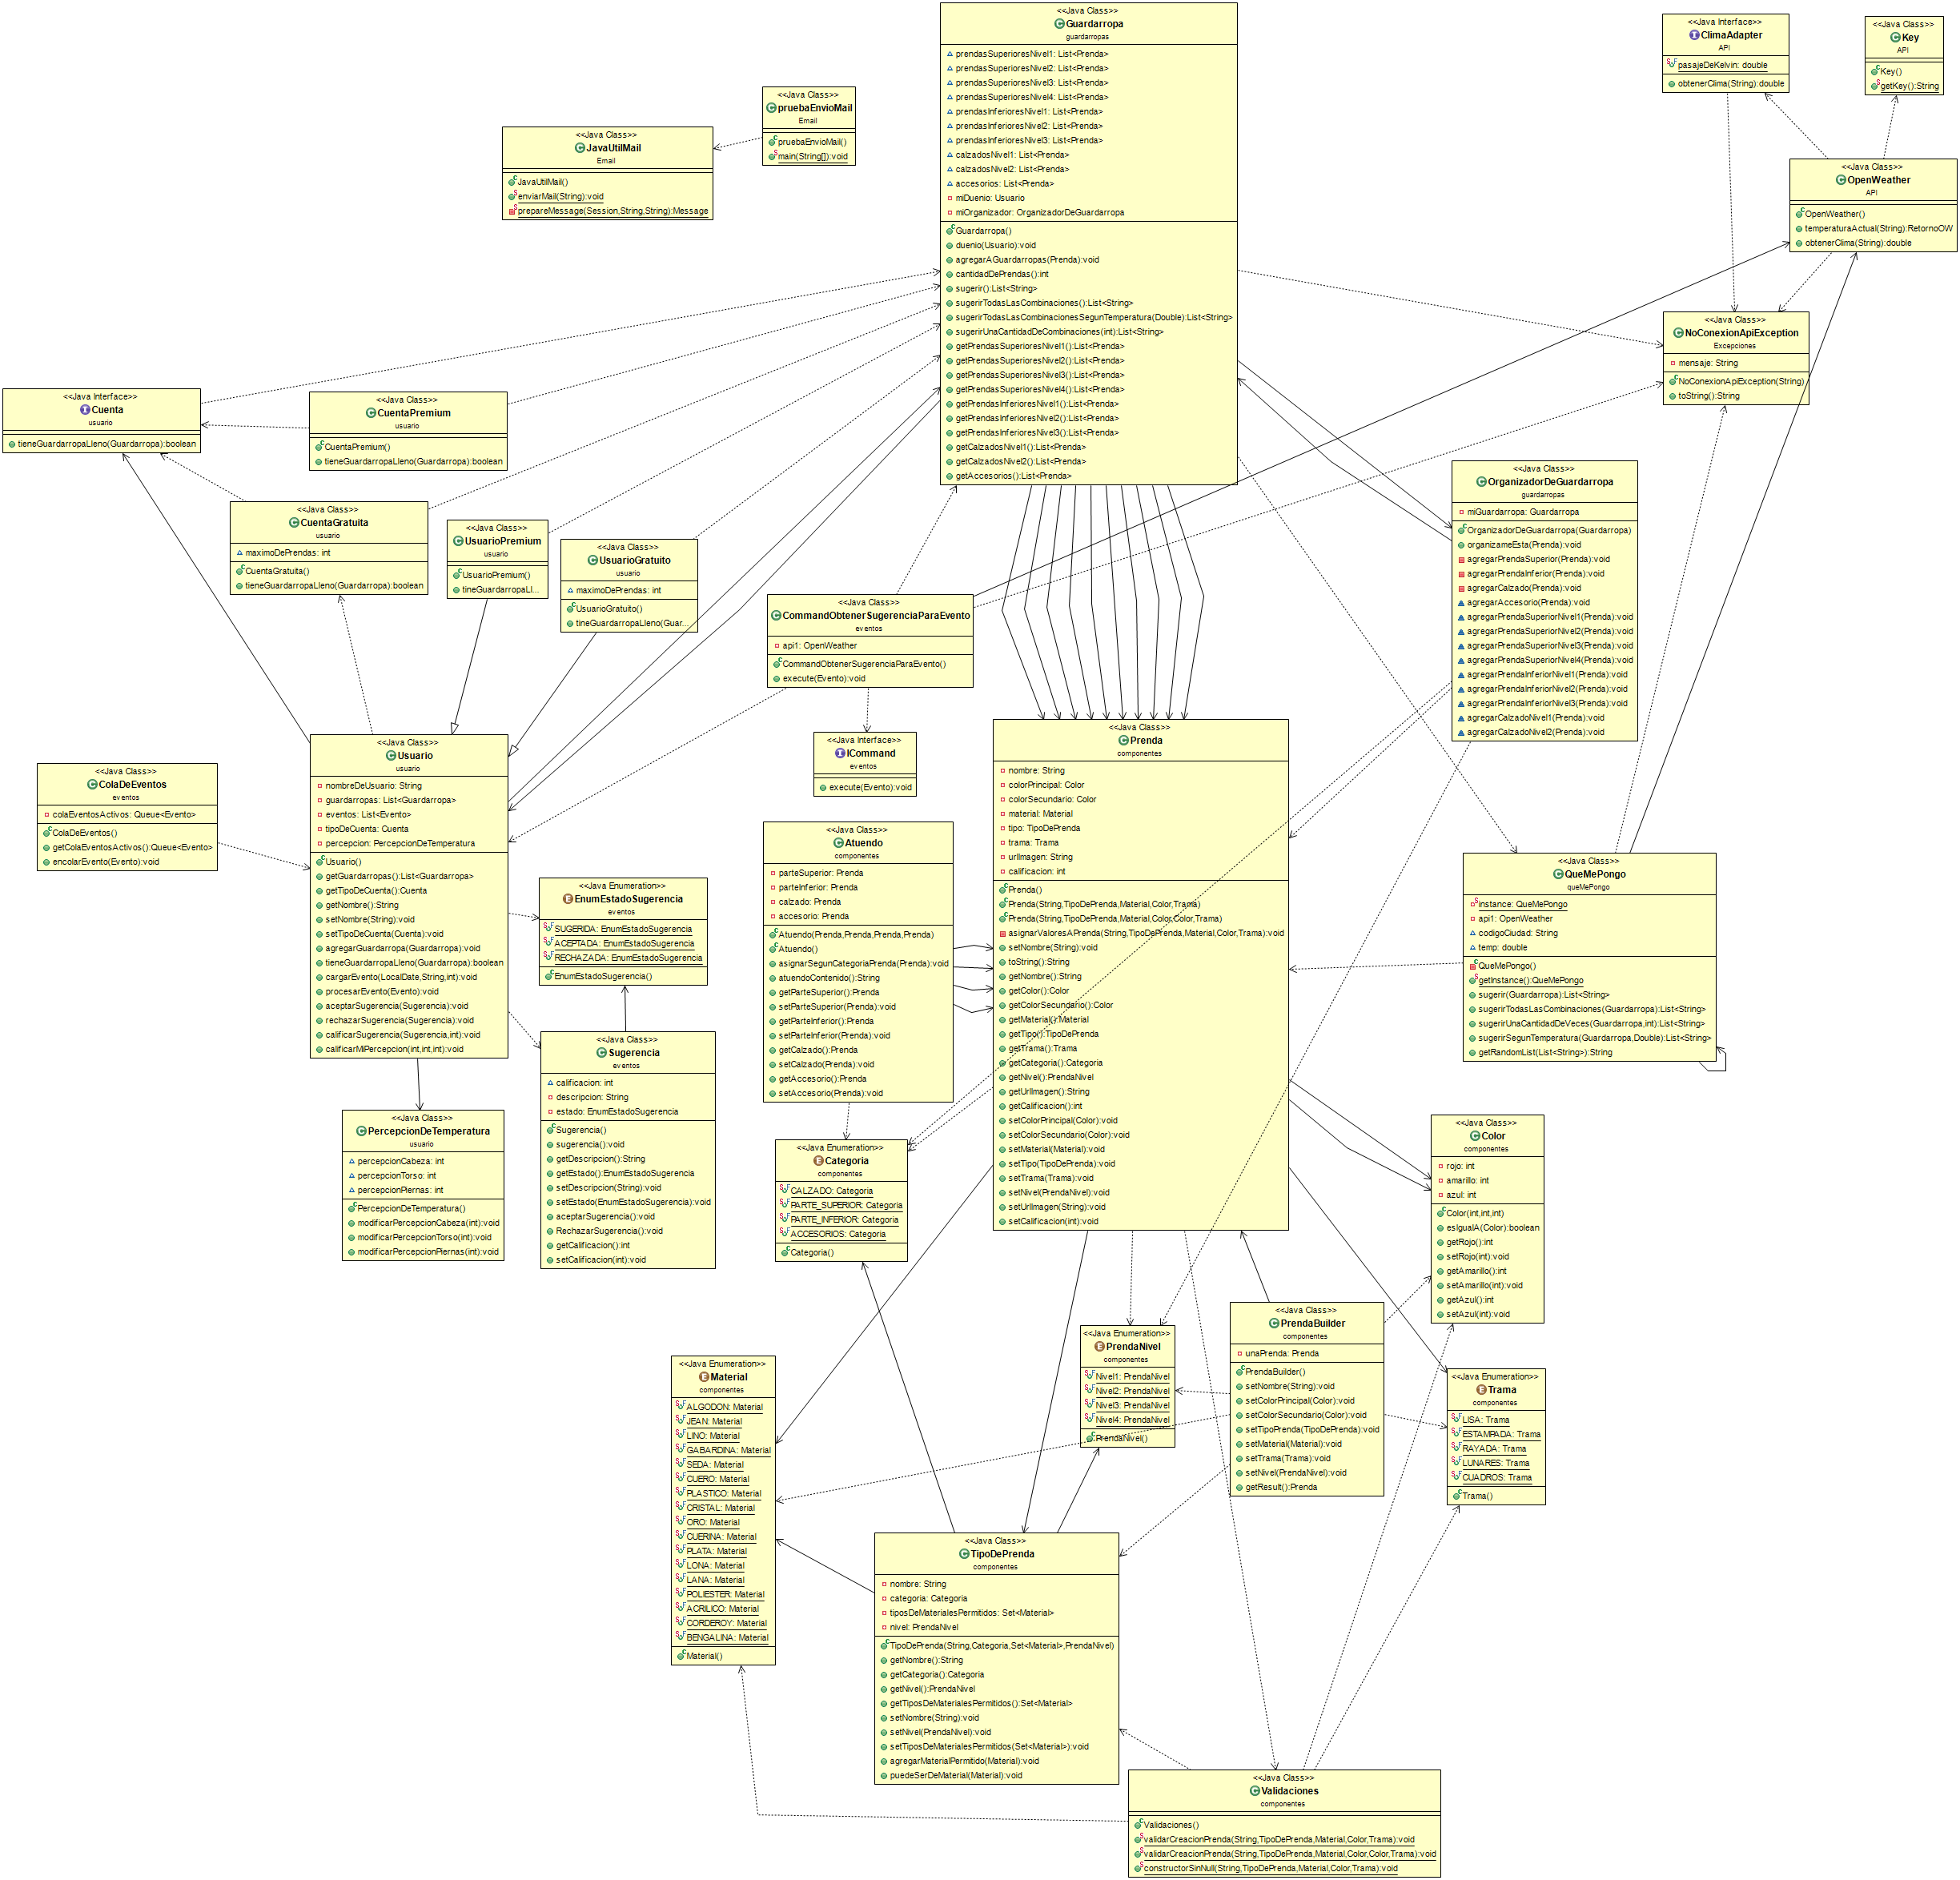 <<Java Class>>
Guardarropa
guardarropas
prendasSuperioresNivel1: List<Prenda>
prendasSuperioresNivel2: List<Prenda>
prendasSuperioresNivel3: List<Prenda>
prendasSuperioresNivel4: List<Prenda>
prendasInferioresNivel1: List<Prenda>
prendasInferioresNivel2: List<Prenda>
prendasInferioresNivel3: List<Prenda>
calzadosNivel1: List<Prenda>
calzadosNivel2: List<Prenda>
accesorios: List<Prenda>
miDuenio: Usuario
miOrganizador: OrganizadorDeGuardarropa
Guardarropa()
duenio(Usuario):void
agregarAGuardarropas(Prenda):void
cantidadDePrendas():int
sugerir():List<String>
sugerirTodasLasCombinaciones():List<String>
sugerirTodasLasCombinacionesSegunTemperatura(Double):List<String>
sugerirUnaCantidadDeCombinaciones(int):List<String>
getPrendasSuperioresNivel1():List<Prenda>
getPrendasSuperioresNivel2():List<Prenda>
getPrendasSuperioresNivel3():List<Prenda>
getPrendasSuperioresNivel4():List<Prenda>
getPrendasInferioresNivel1():List<Prenda>
getPrendasInferioresNivel2():List<Prenda>
getPrendasInferioresNivel3():List<Prenda>
getCalzadosNivel1():List<Prenda>
getCalzadosNivel2():List<Prenda>
getAccesorios():List<Prenda>
<<Java Interface>>
ClimaAdapter
API
pasajeDeKelvin: double
obtenerClima(String):double
<<Java Class>>
Key
API
Key()
getKey():String
<<Java Class>>
pruebaEnvioMail
Email
pruebaEnvioMail()
main(String[]):void
<<Java Class>>
JavaUtilMail
Email
JavaUtilMail()
enviarMail(String):void
prepareMessage(Session,String,String):Message
<<Java Class>>
OpenWeather
API
OpenWeather()
temperaturaActual(String):RetornoOW
obtenerClima(String):double
<<Java Class>>
NoConexionApiException
Excepciones
mensaje: String
NoConexionApiException(String)
toString():String
<<Java Interface>>
Cuenta
usuario
tieneGuardarropaLleno(Guardarropa):boolean
<<Java Class>>
CuentaPremium
usuario
CuentaPremium()
tieneGuardarropaLleno(Guardarropa):boolean
<<Java Class>>
CuentaGratuita
usuario
maximoDePrendas: int
CuentaGratuita()
tieneGuardarropaLleno(Guardarropa):boolean
<<Java Class>>
UsuarioPremium
usuario
UsuarioPremium()
tineGuardarropaLl...
<<Java Class>>
UsuarioGratuito
usuario
maximoDePrendas: int
UsuarioGratuito()
tineGuardarropaLleno(Guar...
<<Java Class>>
CommandObtenerSugerenciaParaEvento
eventos
api1: OpenWeather
CommandObtenerSugerenciaParaEvento()
execute(Evento):void
<<Java Class>>
OrganizadorDeGuardarropa
guardarropas
miGuardarropa: Guardarropa
OrganizadorDeGuardarropa(Guardarropa)
organizameEsta(Prenda):void
agregarPrendaSuperior(Prenda):void
agregarPrendaInferior(Prenda):void
agregarCalzado(Prenda):void
agregarAccesorio(Prenda):void
agregarPrendaSuperiorNivel1(Prenda):void
agregarPrendaSuperiorNivel2(Prenda):void
agregarPrendaSuperiorNivel3(Prenda):void
agregarPrendaSuperiorNivel4(Prenda):void
agregarPrendaInferiorNivel1(Prenda):void
agregarPrendaInferiorNivel2(Prenda):void
agregarPrendaInferiorNivel3(Prenda):void
agregarCalzadoNivel1(Prenda):void
agregarCalzadoNivel2(Prenda):void
<<Java Interface>>
ICommand
eventos
execute(Evento):void
<<Java Class>>
Usuario
usuario
nombreDeUsuario: String
guardarropas: List<Guardarropa>
eventos: List<Evento>
tipoDeCuenta: Cuenta
percepcion: PercepcionDeTemperatura
Usuario()
getGuardarropas():List<Guardarropa>
getTipoDeCuenta():Cuenta
getNombre():String
setNombre(String):void
setTipoDeCuenta(Cuenta):void
agregarGuardarropa(Guardarropa):void
tieneGuardarropaLleno(Guardarropa):boolean
cargarEvento(LocalDate,String,int):void
procesarEvento(Evento):void
aceptarSugerencia(Sugerencia):void
rechazarSugerencia(Sugerencia):void
calificarSugerencia(Sugerencia,int):void
calificarMiPercepcion(int,int,int):void
<<Java Class>>
ColaDeEventos
eventos
colaEventosActivos: Queue<Evento>
ColaDeEventos()
getColaEventosActivos():Queue<Evento>
encolarEvento(Evento):void
<<Java Enumeration>>
EnumEstadoSugerencia
eventos
SUGERIDA: EnumEstadoSugerencia
ACEPTADA: EnumEstadoSugerencia
RECHAZADA: EnumEstadoSugerencia
EnumEstadoSugerencia()
<<Java Class>>
Sugerencia
eventos
calificacion: int
descripcion: String
estado: EnumEstadoSugerencia
Sugerencia()
sugerencia():void
getDescripcion():String
getEstado():EnumEstadoSugerencia
setDescripcion(String):void
setEstado(EnumEstadoSugerencia):void
aceptarSugerencia():void
RechazarSugerencia():void
getCalificacion():int
setCalificacion(int):void
<<Java Class>>
PercepcionDeTemperatura
usuario
percepcionCabeza: int
percepcionTorso: int
percepcionPiernas: int
PercepcionDeTemperatura()
modificarPercepcionCabeza(int):void
modificarPercepcionTorso(int):void
modificarPercepcionPiernas(int):void
<<Java Class>>
Atuendo
componentes
parteSuperior: Prenda
parteInferior: Prenda
calzado: Prenda
accesorio: Prenda
Atuendo(Prenda,Prenda,Prenda,Prenda)
Atuendo()
asignarSegunCategoriaPrenda(Prenda):void
atuendoContenido():String
getParteSuperior():Prenda
setParteSuperior(Prenda):void
getParteInferior():Prenda
setParteInferior(Prenda):void
getCalzado():Prenda
setCalzado(Prenda):void
getAccesorio():Prenda
setAccesorio(Prenda):void
<<Java Class>>
Prenda
componentes
nombre: String
colorPrincipal: Color
colorSecundario: Color
material: Material
tipo: TipoDePrenda
trama: Trama
urlImagen: String
calificacion: int
Prenda()
Prenda(String,TipoDePrenda,Material,Color,Trama)
Prenda(String,TipoDePrenda,Material,Color,Color,Trama)
asignarValoresAPrenda(String,TipoDePrenda,Material,Color,Trama):void
setNombre(String):void
toString():String
getNombre():String
getColor():Color
getColorSecundario():Color
getMaterial():Material
getTipo():TipoDePrenda
getTrama():Trama
getCategoria():Categoria
getNivel():PrendaNivel
getUrlImagen():String
getCalificacion():int
setColorPrincipal(Color):void
setColorSecundario(Color):void
setMaterial(Material):void
setTipo(TipoDePrenda):void
setTrama(Trama):void
setNivel(PrendaNivel):void
setUrlImagen(String):void
setCalificacion(int):void
<<Java Class>>
QueMePongo
queMePongo
instance: QueMePongo
api1: OpenWeather
codigoCiudad: String
temp: double
QueMePongo()
getInstance():QueMePongo
sugerir(Guardarropa):List<String>
sugerirTodasLasCombinaciones(Guardarropa):List<String>
sugerirUnaCantidadDeVeces(Guardarropa,int):List<String>
sugerirSegunTemperatura(Guardarropa,Double):List<String>
getRandomList(List<String>):String
<<Java Enumeration>>
Categoria
componentes
CALZADO: Categoria
PARTE_SUPERIOR: Categoria
PARTE_INFERIOR: Categoria
ACCESORIOS: Categoria
Categoria()
<<Java Class>>
Color
componentes
rojo: int
amarillo: int
azul: int
Color(int,int,int)
esIgualA(Color):boolean
getRojo():int
setRojo(int):void
getAmarillo():int
setAmarillo(int):void
getAzul():int
setAzul(int):void
<<Java Class>>
PrendaBuilder
componentes
unaPrenda: Prenda
PrendaBuilder()
setNombre(String):void
setColorPrincipal(Color):void
setColorSecundario(Color):void
setTipoPrenda(TipoDePrenda):void
setMaterial(Material):void
setTrama(Trama):void
setNivel(PrendaNivel):void
getResult():Prenda
<<Java Enumeration>>
PrendaNivel
componentes
Nivel1: PrendaNivel
Nivel2: PrendaNivel
Nivel3: PrendaNivel
Nivel4: PrendaNivel
PrendaNivel()
<<Java Enumeration>>
Material
componentes
ALGODON: Material
JEAN: Material
LINO: Material
GABARDINA: Material
SEDA: Material
CUERO: Material
PLASTICO: Material
CRISTAL: Material
ORO: Material
CUERINA: Material
PLATA: Material
LONA: Material
LANA: Material
POLIESTER: Material
ACRILICO: Material
CORDEROY: Material
BENGALINA: Material
Material()
<<Java Enumeration>>
Trama
componentes
LISA: Trama
ESTAMPADA: Trama
RAYADA: Trama
LUNARES: Trama
CUADROS: Trama
Trama()
<<Java Class>>
TipoDePrenda
componentes
nombre: String
categoria: Categoria
tiposDeMaterialesPermitidos: Set<Material>
nivel: PrendaNivel
TipoDePrenda(String,Categoria,Set<Material>,PrendaNivel)
getNombre():String
getCategoria():Categoria
getNivel():PrendaNivel
getTiposDeMaterialesPermitidos():Set<Material>
setNombre(String):void
setNivel(PrendaNivel):void
setTiposDeMaterialesPermitidos(Set<Material>):void
agregarMaterialPermitido(Material):void
puedeSerDeMaterial(Material):void
<<Java Class>>
Validaciones
componentes
Validaciones()
validarCreacionPrenda(String,TipoDePrenda,Material,Color,Trama):void
validarCreacionPrenda(String,TipoDePrenda,Material,Color,Color,Trama):void
constructorSinNull(String,TipoDePrenda,Material,Color,Trama):void